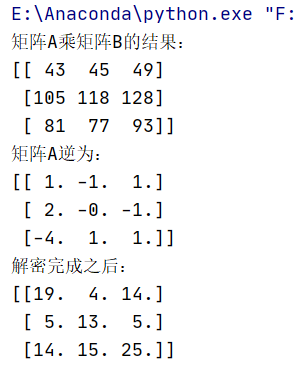 E:\Anaconda\python.exe "F:
矩阵A乘矩阵B的结果：
[[ 43  45  49]
 [105 118 128]
 [ 81  77  93]]
矩阵A逆为：
[[ 1. -1.  1.]
 [ 2. -0. -1.]
 [-4.  1.  1.]]
解密完成之后：
[[19.  4. 14.]
 [ 5. 13.  5.]
 [14. 15. 25.]]